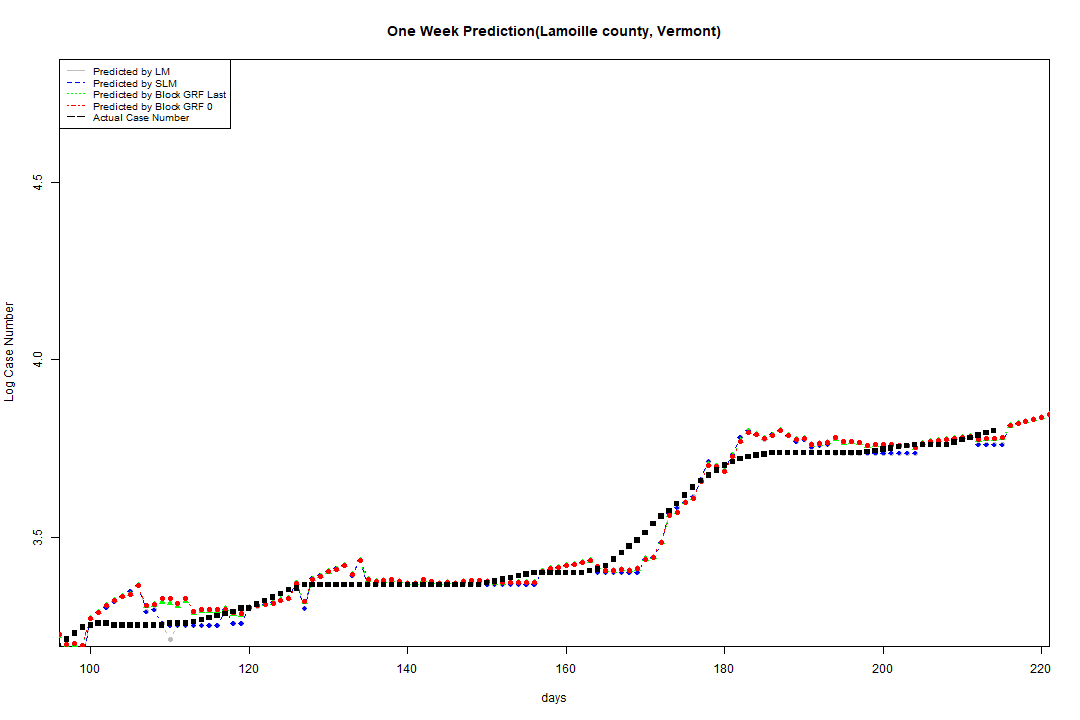 One Week Prediction(Lamoille county, Vermont)
Predicted by LM
Predicted by SLM
Predicted by Block GRF Last
Predicted by Block GRF 0
Actual Case Number
Log Case Number
4.5
4.0
3.5
100 120 140 160 180 200 220
days